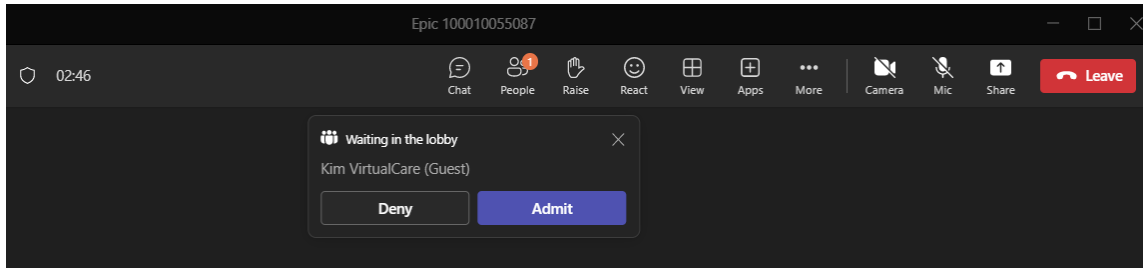 Epic 100010055087
02:46
1
Chat People Raise React View Apps More Camera Mic Share Leave
Waiting in the lobby
Kim VirtualCare (Guest)
Deny Admit